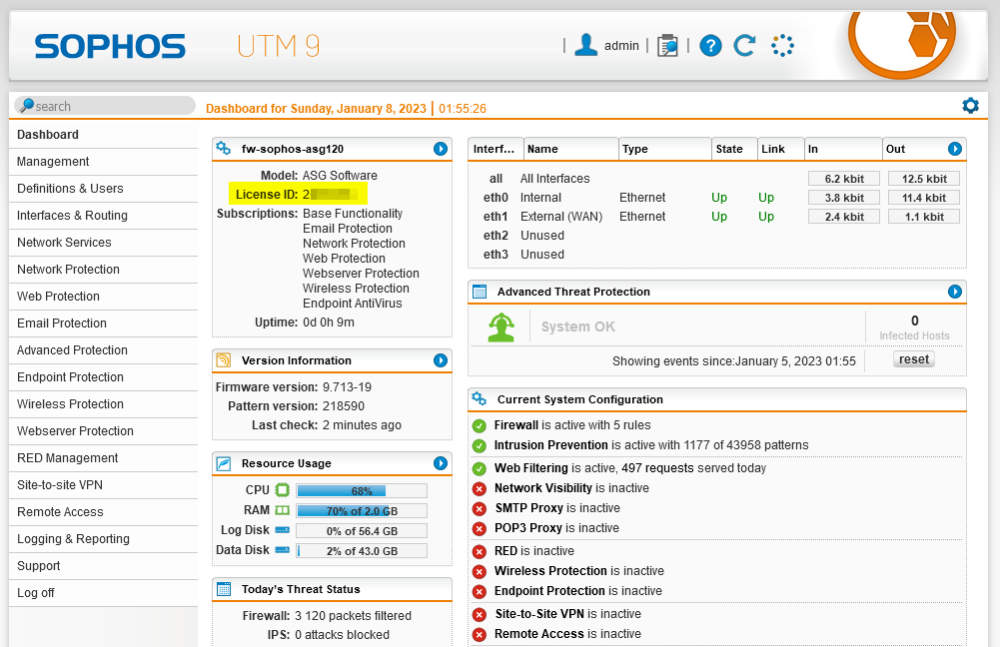 SOPHOS UTM 9
| admin | |
search
Dashboard for Sunday, January 8, 2023 | 01:55:26
Dashboard
Management
Definitions & Users
Interfaces & Routing
Network Services
Network Protection
Web Protection
Email Protection
Advanced Protection
Endpoint Protection
Wireless Protection
Webserver Protection
RED Management
Site-to-site VPN
Remote Access
Logging & Reporting
Support
Log off
fw-sophos-asg120
Model: ASG Software
License ID: 2
Subscriptions: Base Functionality
Email Protection
Network Protection
Web Protection
Webserver Protection
Wireless Protection
Endpoint AntiVirus
Uptime: 0d 0h 9m
Version Information
Firmware version: 9.713-19
Pattern version: 218590
Last check: 2 minutes ago
Resource Usage
CPU 68%
RAM 70% of 2.0 GB
Log Disk 0% of 56.4 GB
Data Disk 2% of 43.0 GB
Today's Threat Status
Firewall: 3 120 packets filtered
IPS: 0 attacks blocked
Interf... Name Type State Link In Out
all All Interfaces 6.2 kbit 12.5 kbit
eth0 Internal Ethernet Up Up 3.8 kbit 11.4 kbit
eth1 External (WAN) Ethernet Up Up 2.4 kbit 1.1 kbit
eth2 Unused
eth3 Unused
Advanced Threat Protection
System OK
0
Infected Hosts
Showing events since:January 5, 2023 01:55 reset
Current System Configuration
Firewall is active with 5 rules
Intrusion Prevention is active with 1177 of 43958 patterns
Web Filtering is active, 497 requests served today
Network Visibility is inactive
SMTP Proxy is inactive
POP3 Proxy is inactive
RED is inactive
Wireless Protection is inactive
Endpoint Protection is inactive
Site-to-Site VPN is inactive
Remote Access is inactive